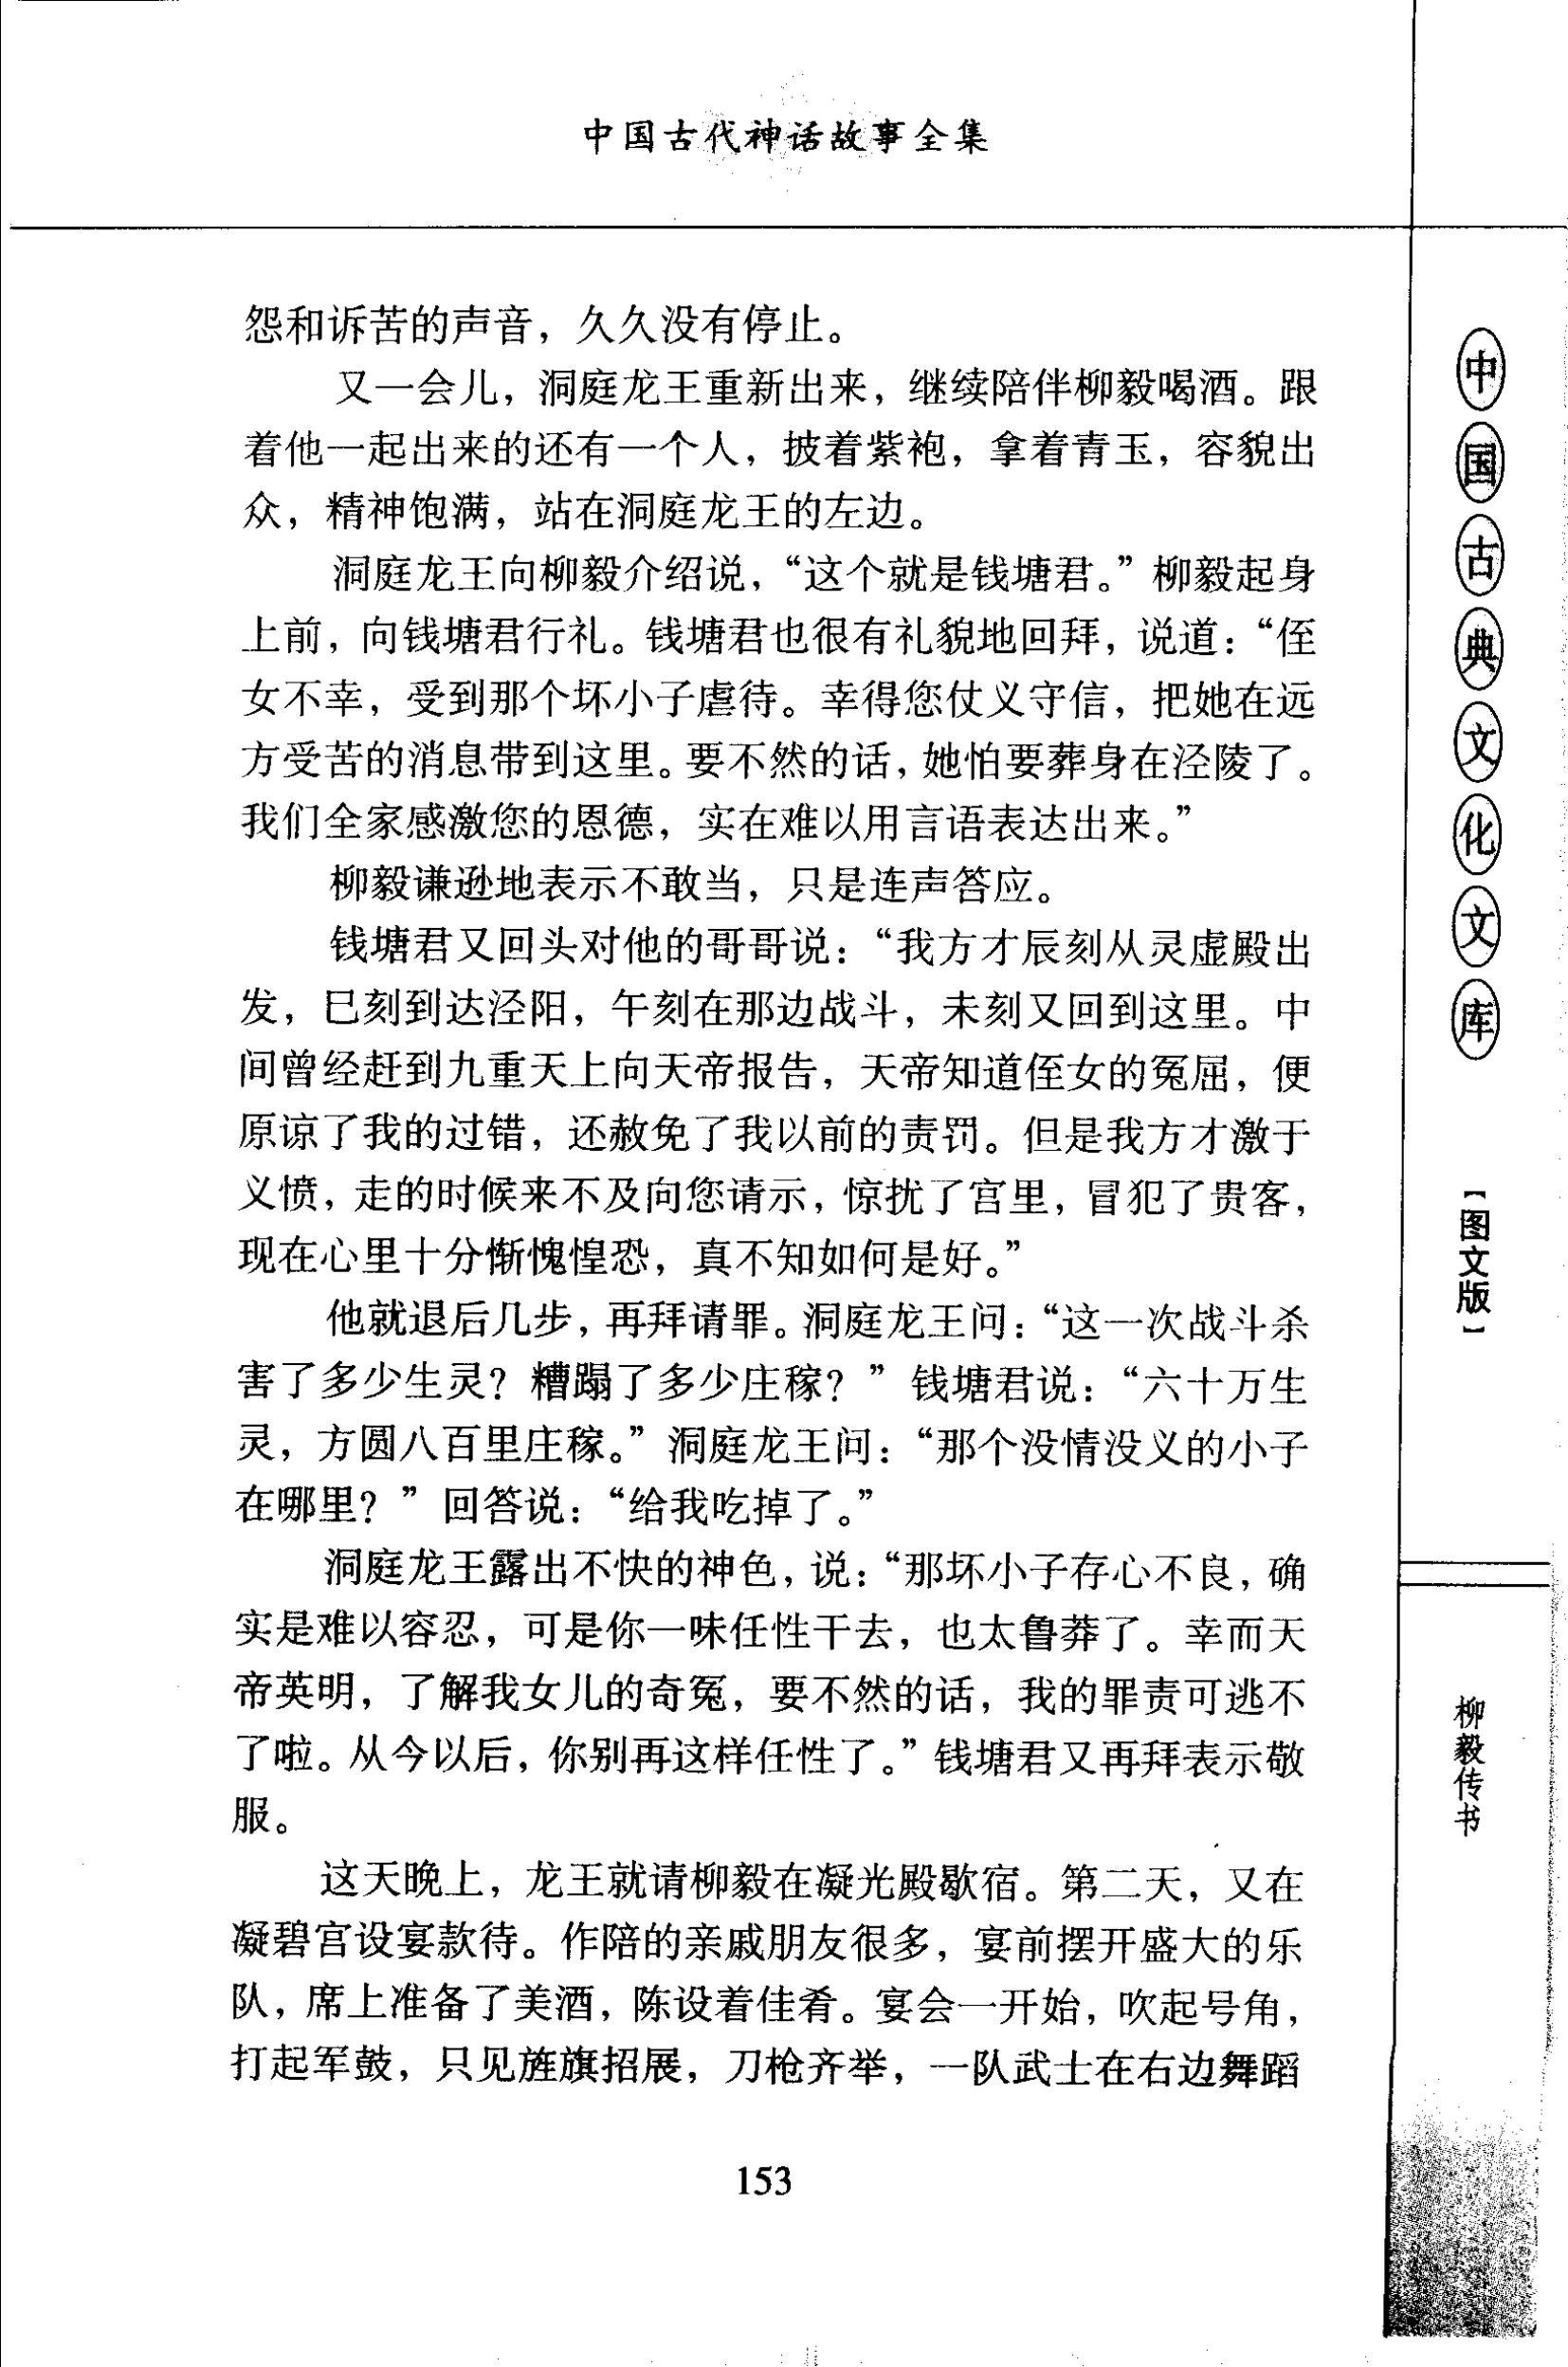 中国古代神话故事全集
怨和诉苦的声音，久久没有停止。
又一会儿，洞庭龙王重新出来，继续陪伴柳毅喝酒。跟
着他一起出来的还有一个人，披着紫袍，拿着青玉，容貌出
众，精神饱满，站在洞庭龙王的左边。
洞庭龙王向柳毅介绍说，“这个就是钱塘君。”柳毅起身
上前，向钱塘君行礼。钱塘君也很有礼貌地回拜，说道：“侄
女不幸，受到那个坏小子虐待。幸得您仗义守信，把她在远
方受苦的消息带到这里。要不然的话，她怕要葬身在泾陵了。
我们全家感激您的恩德，实在难以用言语表达出来。”
柳毅谦逊地表示不敢当，只是连声答应。
钱塘君又回头对他的哥哥说：“我方才辰刻从灵虚殿出
发，巳刻到达泾阳，午刻在那边战斗，未刻又回到这里。中
间曾经赶到九重天上向天帝报告，天帝知道侄女的冤屈，便
原谅了我的过错，还赦免了我以前的责罚。但是我方才激于
义愤，走的时候来不及向您请示，惊扰了宫里，冒犯了贵客，
现在心里十分惭愧惶恐，真不知如何是好。”
他就退后几步，再拜请罪。洞庭龙王问：“这一次战斗杀
害了多少生灵？糟蹋了多少庄稼？”钱塘君说：“六十万生
灵，方圆八百里庄稼。”洞庭龙王问：“那个没情没义的小子
在哪里？”回答说：“给我吃掉了。”
洞庭龙王露出不快的神色，说：“那坏小子存心不良，确
实是难以容忍，可是你一味任性干去，也太鲁莽了。幸而天
帝英明，了解我女儿的奇冤，要不然的话，我的罪责可逃不
了啦。从今以后，你别再这样任性了。”钱塘君又再拜表示敬
服。
这天晚上，龙王就请柳毅在凝光殿歇宿。第二天，又在
凝碧宫设宴款待。作陪的亲戚朋友很多，宴前摆开盛大的乐
队，席上准备了美酒，陈设着佳肴。宴会一开始，吹起号角，
打起军鼓，只见旌旗招展，刀枪齐举，一队武士在右边舞蹈
153
中国古典文化文库
【图文版】
柳毅传书